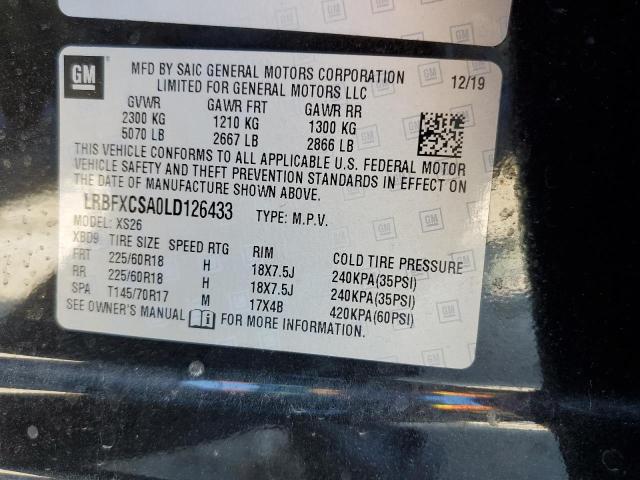 GM
MFD BY SAIC GENERAL MOTORS CORPORATION
LIMITED FOR GENERAL MOTORS LLC
12/19
GVWR GAWR FRT GAWR RR
2300 KG 1210 KG 1300 KG
5070 LB 2667 LB 2866 LB
THIS VEHICLE CONFORMS TO ALL APPLICABLE U.S. FEDERAL MOTOR
VEHICLE SAFETY AND THEFT PREVENTION STANDARDS IN EFFECT ON
THE DATE OF MANUFACTURE SHOWN ABOVE.
LRBFXCSA0LD126433 TYPE: M.P.V.
MODEL: XS26
XBD9 TIRE SIZE SPEED RTG RIM COLD TIRE PRESSURE
FRT 225/60R18 H 18X7.5J 240KPA(35PSI)
RR 225/60R18 H 18X7.5J 240KPA(35PSI)
SPA T145/70R17 M 17X4B 420KPA(60PSI)
SEE OWNER'S MANUAL FOR MORE INFORMATION.